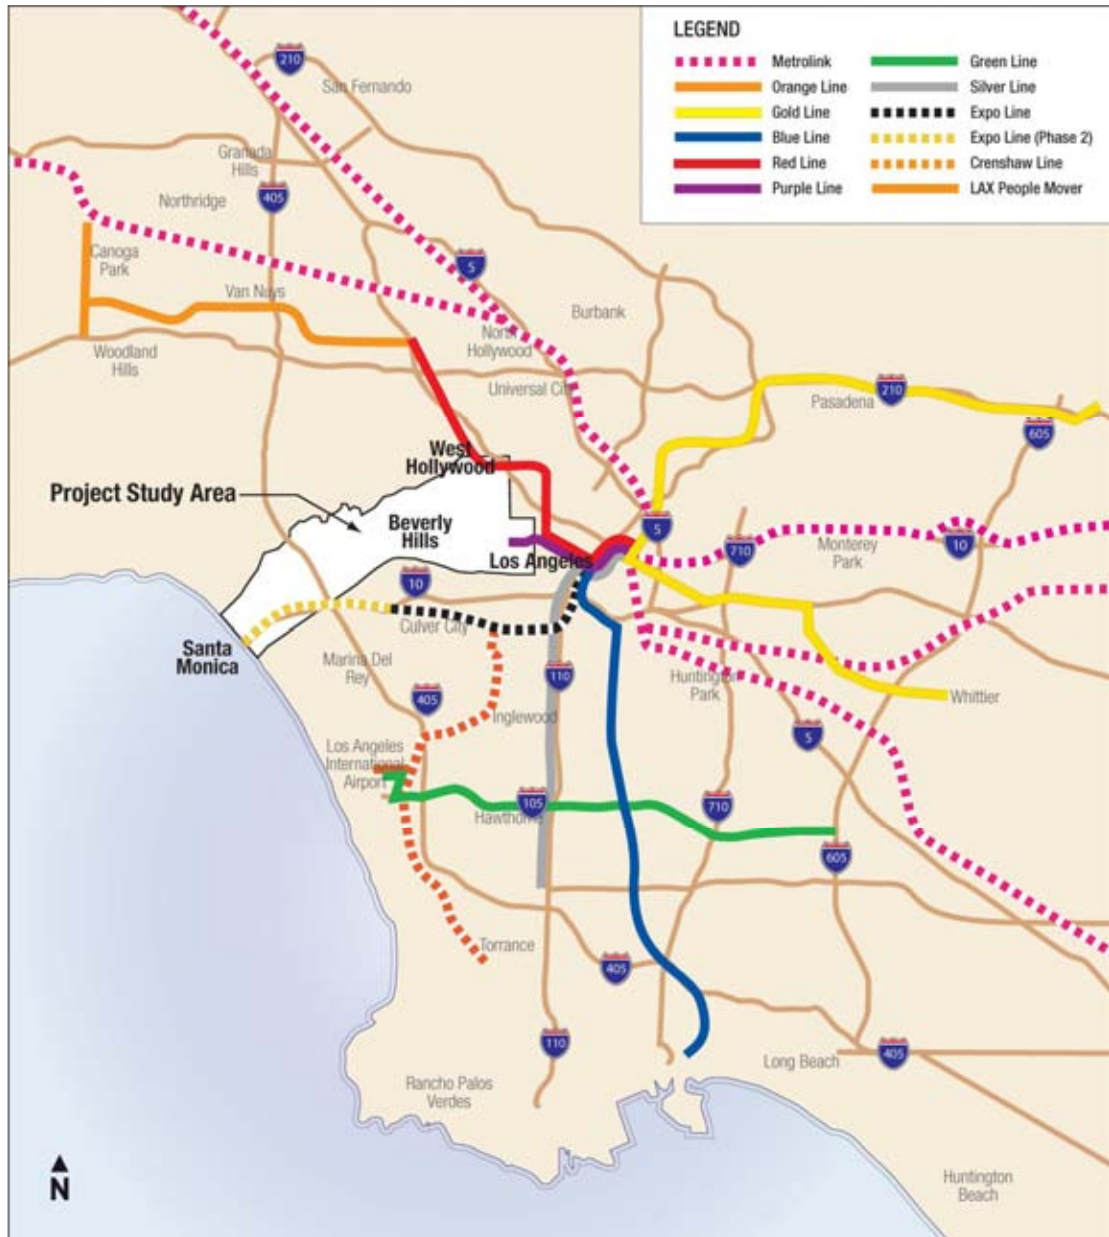 LEGEND
Metrolink
Orange Line
Gold Line
Blue Line
Red Line
Purple Line
Green Line
Silver Line
Expo Line
Expo Line (Phase 2)
Crenshaw Line
LAX People Mover
210
San Fernando
Granada
Hills
405
Northridge
5
Canoga
Park
Van Nuys
Burbank
North
Hollywood
Woodland
Hills
Universal City
Pasadena
210
605
West
Hollywood
Project Study Area
Beverly
Hills
Los Angeles
5
710
Monterey
Park
10
10
Culver City
Santa
Monica
Marina Del
Rey
405
110
Huntington
Park
Whittier
Inglewood
5
Los Angeles
International
Airport
105
Hawthorne
710
605
Torrance
405
110
Long Beach
405
Rancho Palos
Verdes
N
Huntington
Beach